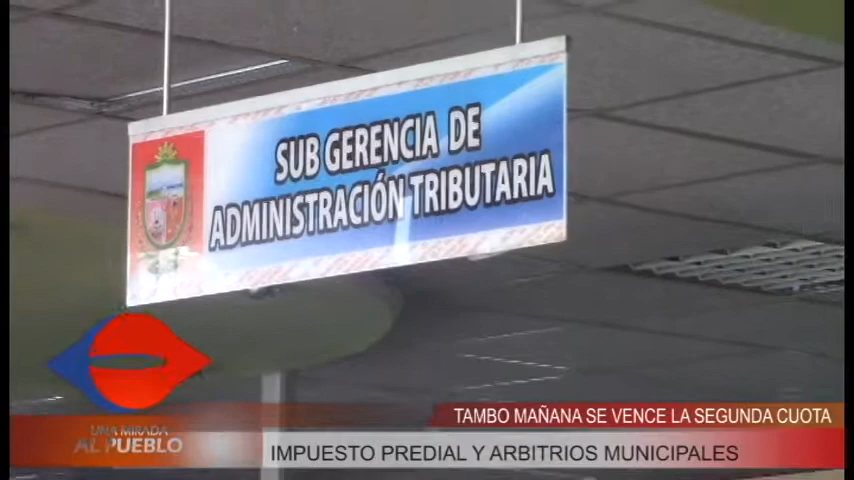 SUB GERENCIA DE
ADMINISTRACIÓN TRIBUTARIA
TAMBO MAÑANA SE VENCE LA SEGUNDA CUOTA
UNA MIRADA
AL PUEBLO
IMPUESTO PREDIAL Y ARBITRIOS MUNICIPALES